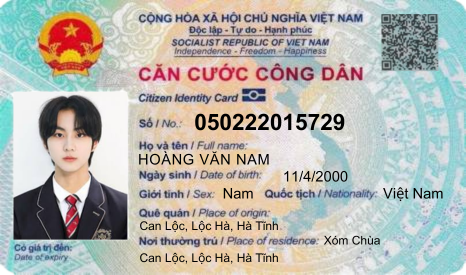 CỘNG HÒA XÃ HỘI CHỦ NGHĨA VIỆT NAM
Độc lập - Tự do - Hạnh phúc
SOCIALIST REPUBLIC OF VIET NAM
Independence - Freedom - Happiness
CĂN CƯỚC CÔNG DÂN
Citizen Identity Card
Số / No.: 050222015729
Họ và tên / Full name:
HOÀNG VĂN NAM
Ngày sinh / Date of birth: 11/4/2000
Giới tính / Sex: Nam Quốc tịch / Nationality: Việt Nam
Quê quán / Place of origin:
Can Lộc, Lộc Hà, Hà Tĩnh
Nơi thường trú / Place of residence: Xóm Chùa
Can Lộc, Lộc Hà, Hà Tĩnh
Có giá trị đến:
Date of expiry